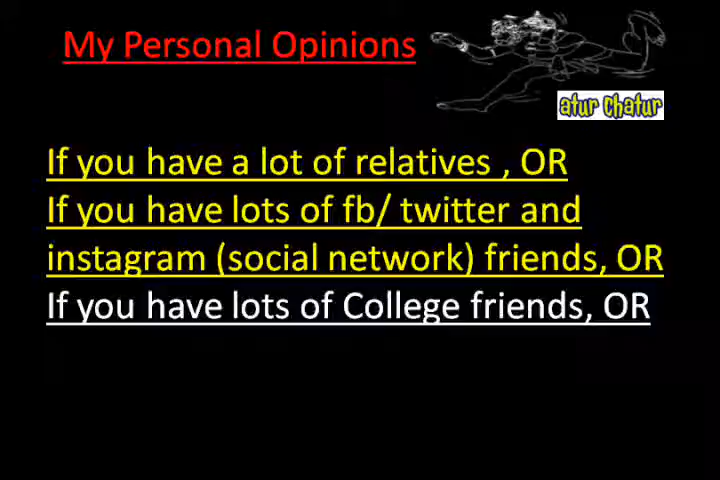 My Personal Opinions
atur chatur
If you have a lot of relatives , OR
If you have lots of fb/ twitter and
instagram (social network) friends, OR
If you have lots of College friends, OR